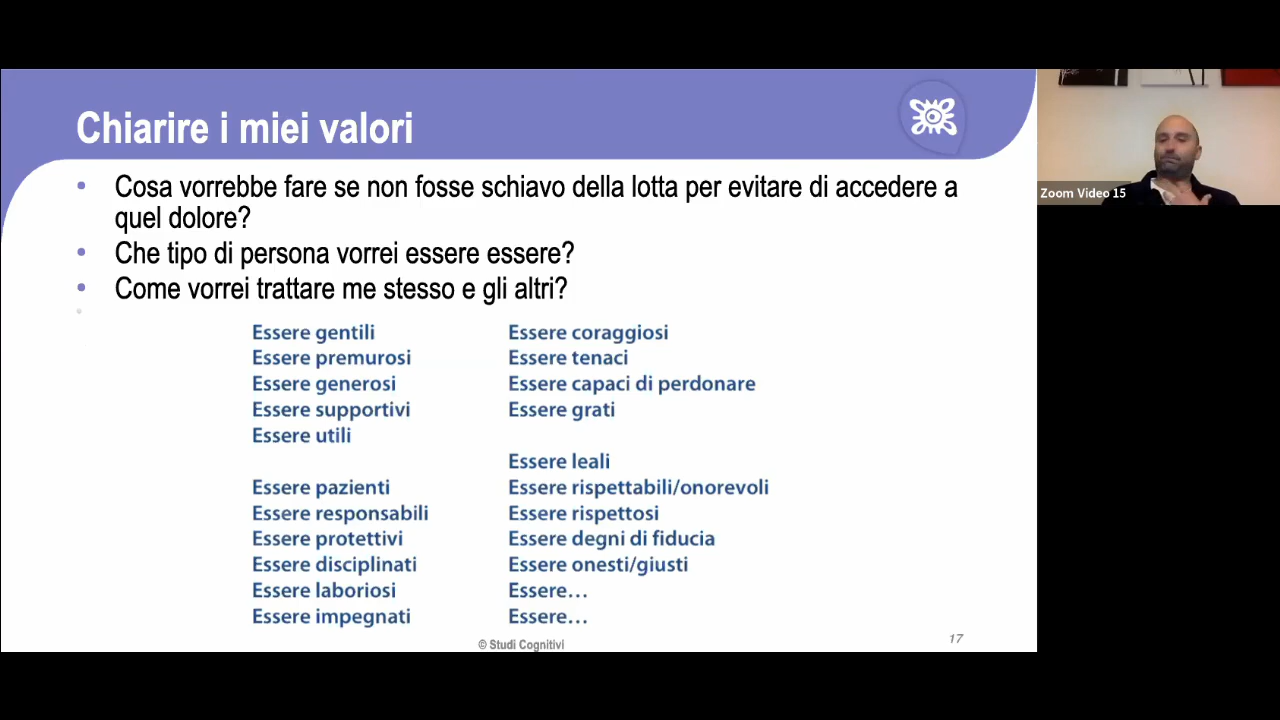 Chiarire i miei valori
• Cosa vorrebbe fare se non fosse schiavo della lotta per evitare di accedere a
quel dolore?
• Che tipo di persona vorrei essere essere?
• Come vorrei trattare me stesso e gli altri?
Essere gentili
Essere premurosi
Essere generosi
Essere supportivi
Essere utili
Essere pazienti
Essere responsabili
Essere protettivi
Essere disciplinati
Essere laboriosi
Essere impegnati
Essere coraggiosi
Essere tenaci
Essere capaci di perdonare
Essere grati
Essere leali
Essere rispettabili/onorevoli
Essere rispettosi
Essere degni di fiducia
Essere onesti/giusti
Essere…
Essere…
© Studi Cognitivi
17
Zoom Video 15